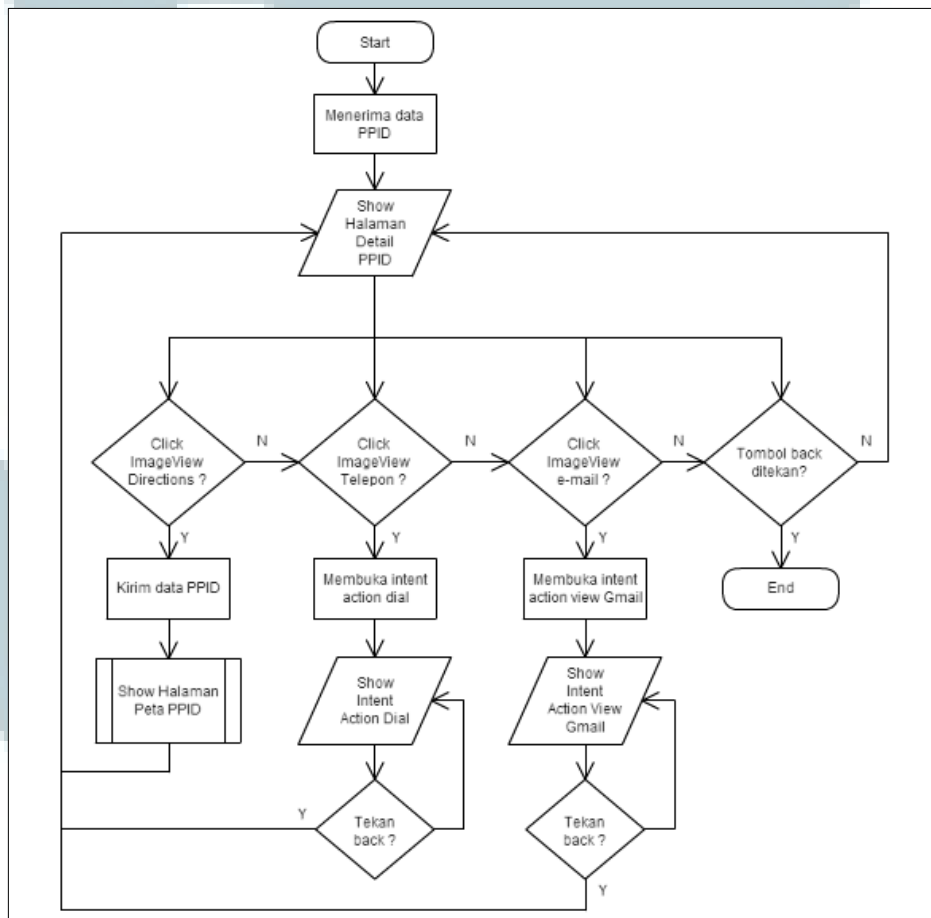 Start
Menerima data
PPID
Show
Halaman
Detail
PPID
Click
ImageView
Directions ?
N
Click
ImageView
Telepon ?
N
Click
ImageView
e-mail ?
N
Tombol back
ditekan?
N
Y
Y
Y
Y
Kirim data PPID
Membuka intent
action dial
Membuka intent
action view Gmail
End
Show Halaman
Peta PPID
Show
Intent
Action Dial
Show
Intent
Action View
Gmail
Y
Tekan
back ?
Tekan
back ?
Y